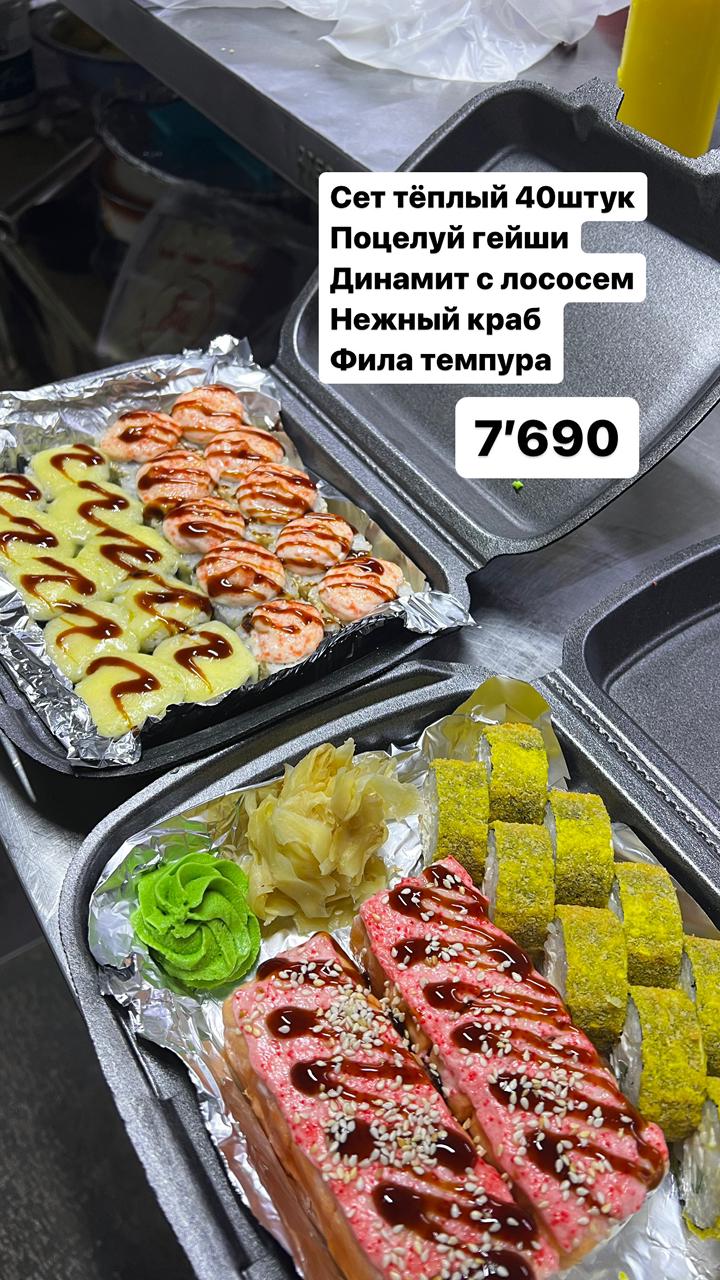 Сет тёплый 40штук
Поцелуй гейши
Динамит с лососем
Нежный краб
Фила темпура
7’690